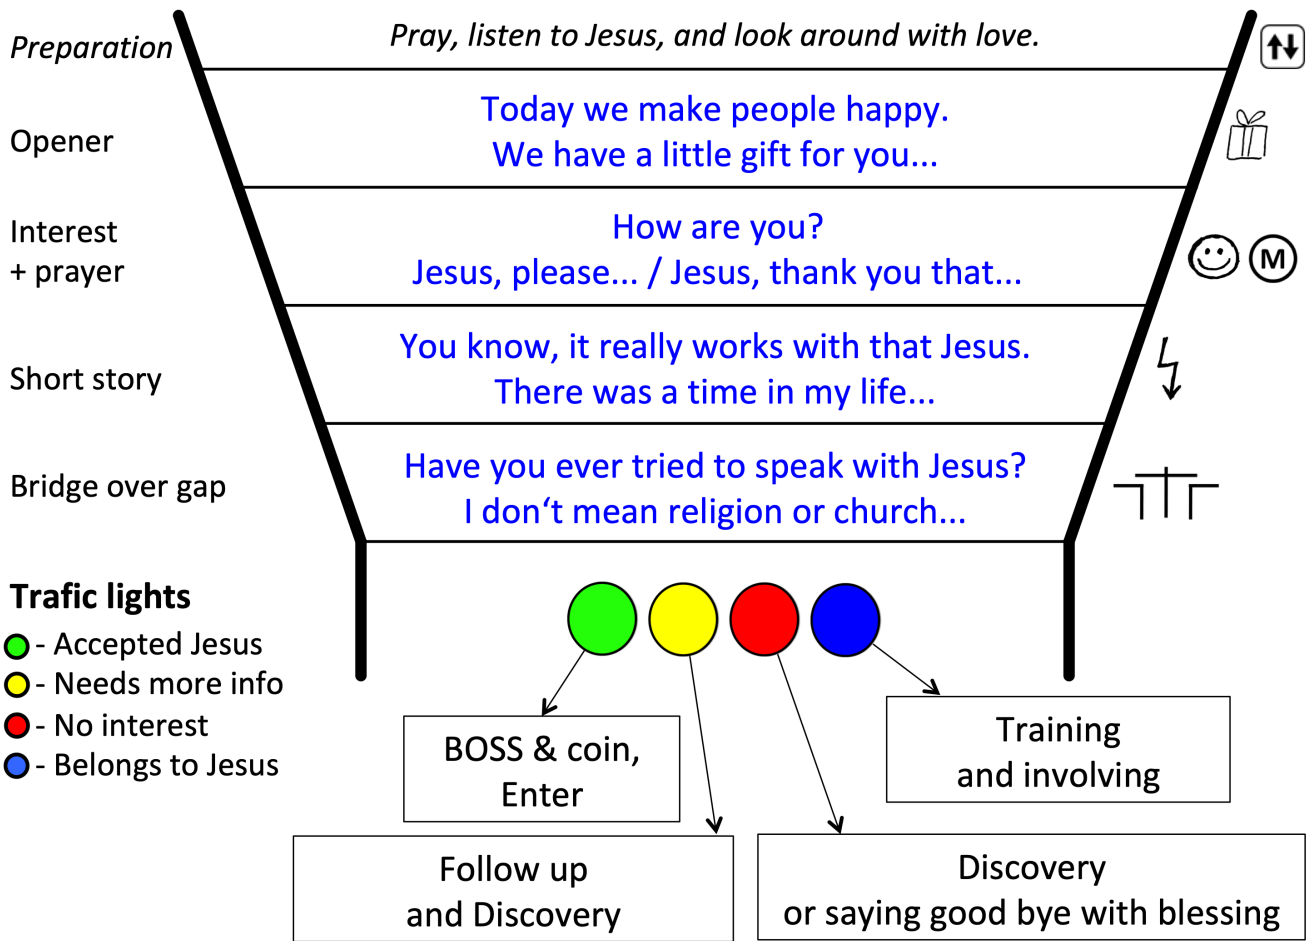 Preparation
Pray, listen to Jesus, and look around with love.
Opener
Today we make people happy.
We have a little gift for you...
Interest
+ prayer
How are you?
Jesus, please... / Jesus, thank you that...
M
Short story
You know, it really works with that Jesus.
There was a time in my life...
Bridge over gap
Have you ever tried to speak with Jesus?
I don‘t mean religion or church...
Trafic lights
- Accepted Jesus
- Needs more info
- No interest
- Belongs to Jesus
BOSS & coin,
Enter
Training
and involving
Follow up
and Discovery
Discovery
or saying good bye with blessing